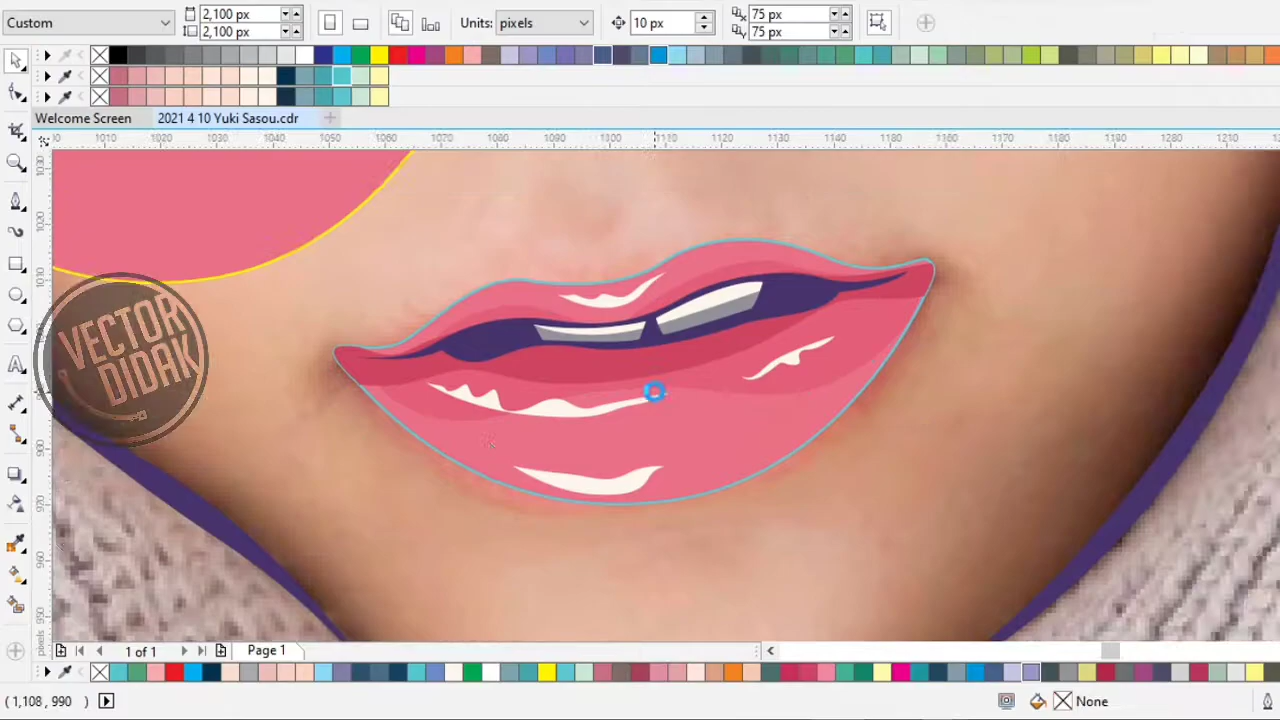 Custom
2,100 px
2,100 px
Units: pixels
10 px
75 px
75 px
Welcome Screen
2021 4 10 Yuki Sasou.cdr
1010 1020 1030 1040 1050 1060 1070 1080 1090 1100 1110 1120 1130 1140 1150 1160 1170 1180 1190 1200 1210
VECTOR
DIDAK
1 of 1
Page 1
( 1,108 , 990 )
None